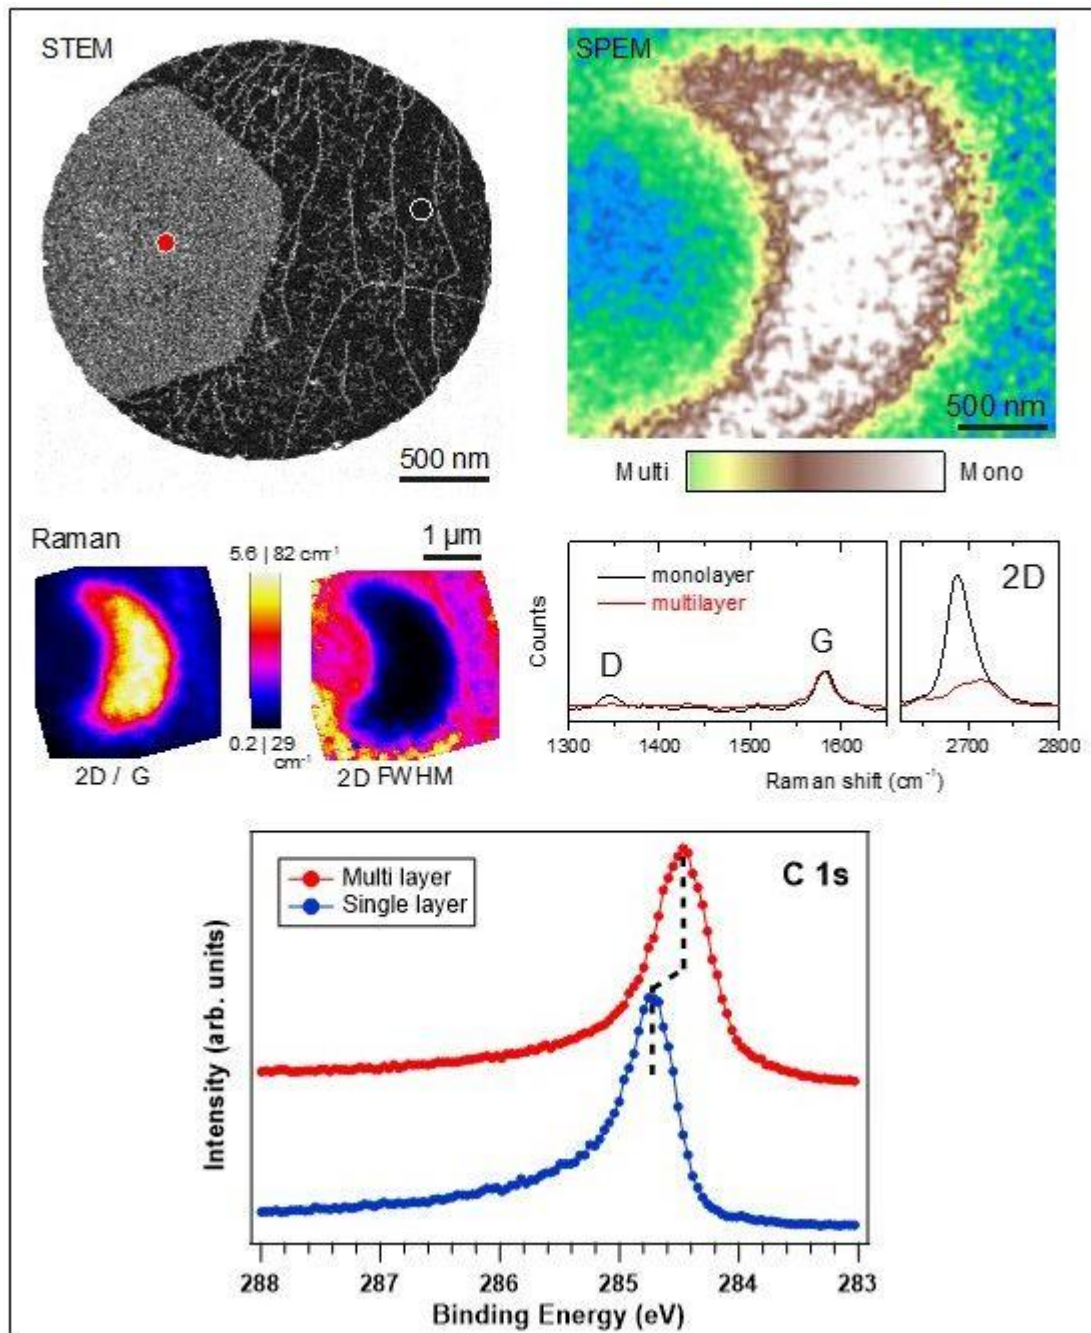 STEM
SPEM
500 nm
500 nm
Multi
Mono
Raman
1 µm
5.6 | 82 cm⁻¹
0.2 | 29
cm⁻¹
2D / G
2D FWHM
monolayer
multilayer
2D
Counts
D
G
1300
1400
1500
1600
2700
2800
Raman shift (cm⁻¹)
Multi layer
Single layer
C 1s
Intensity (arb. units)
288
287
286
285
284
283
Binding Energy (eV)